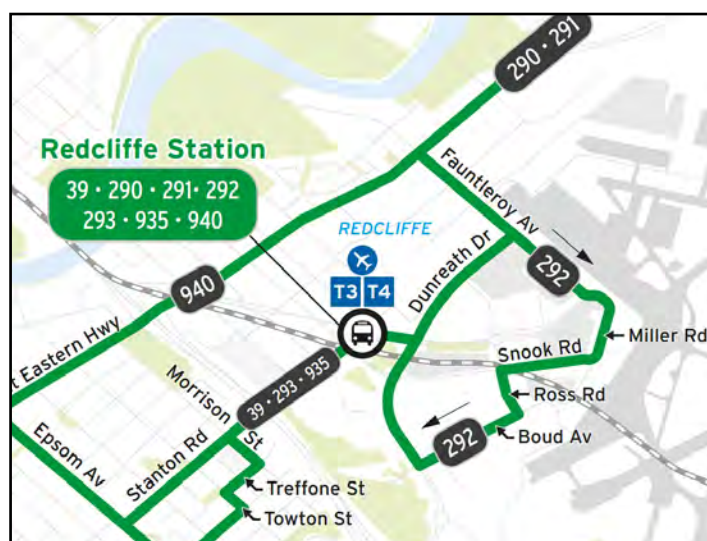 290 • 291
Redcliffe Station
39 • 290 • 291• 292
293 • 935 • 940
Fauntleroy Av
REDCLIFFE
Dunreath Dr
292
T3 T4
940
t Eastern Hwy
Miller Rd
Snook Rd
39 • 293 • 935
Morrison St
Ross Rd
292
Boud Av
Epsom Av
Stanton Rd
Treffone St
Towton St